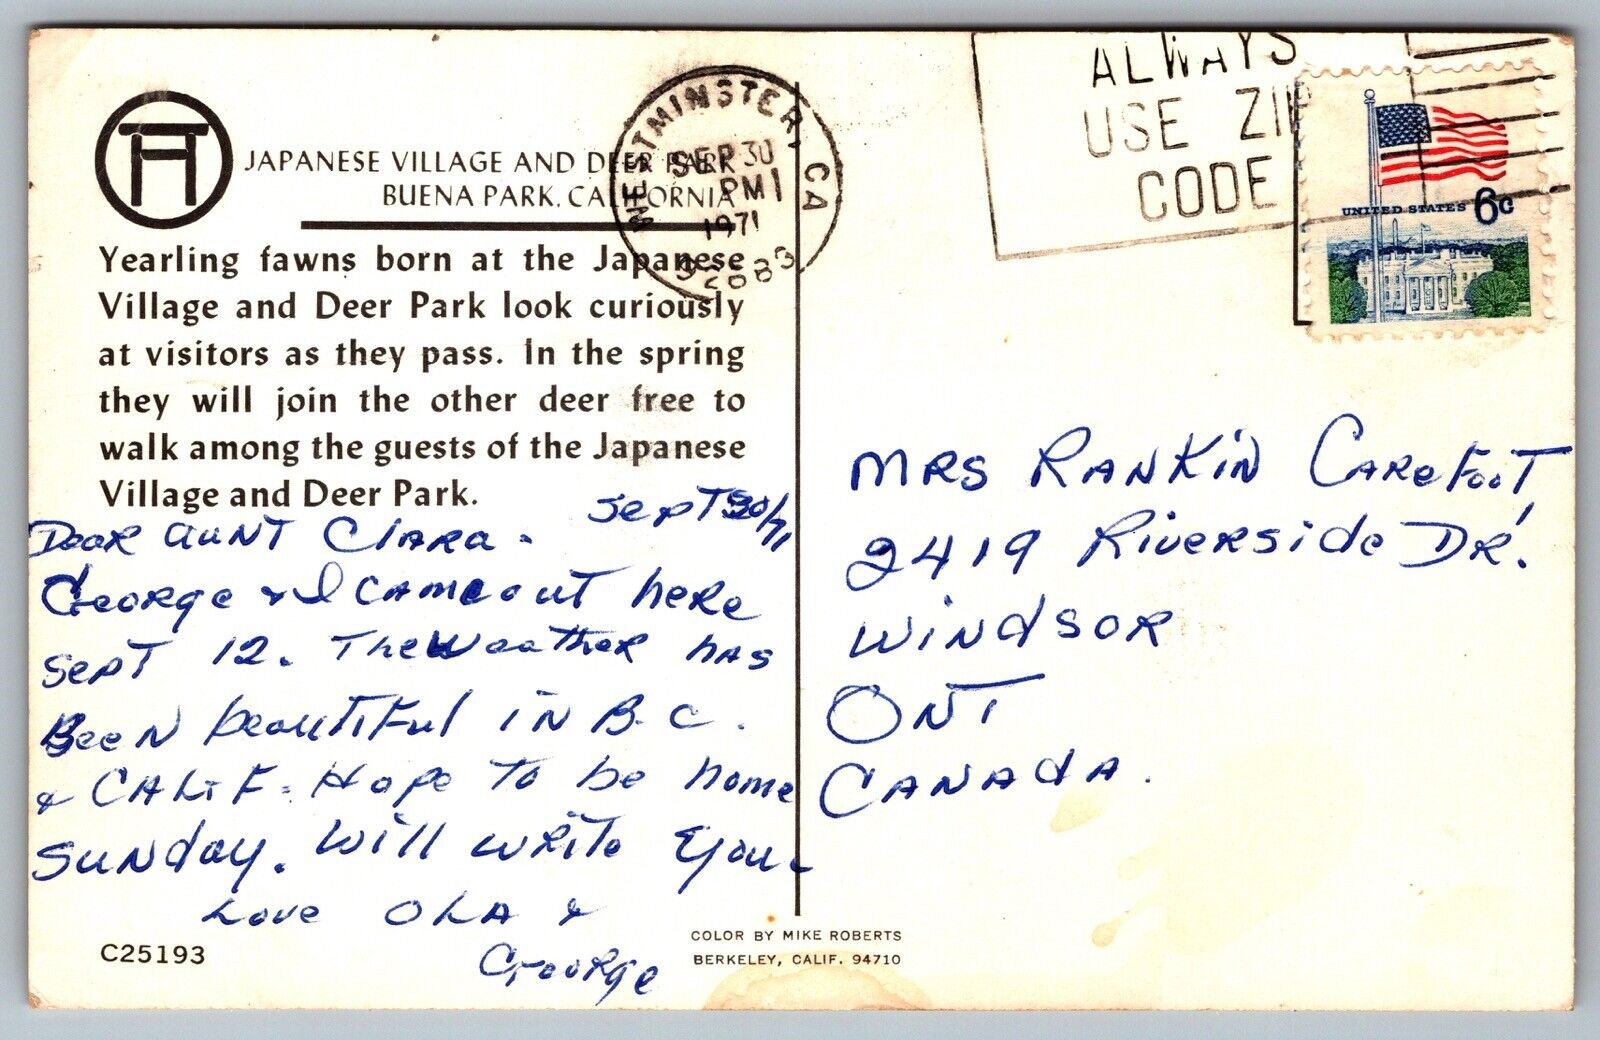 JAPANESE VILLAGE AND DEER PARK
BUENA PARK, CALIFORNIA
Yearling fawns born at the Japanese
Village and Deer Park look curiously
at visitors as they pass. In the spring
they will join the other deer free to
walk among the guests of the Japanese
Village and Deer Park.
Sept 30/71
Dear Aunt Clara.
George & I came out here
Sept 12. The weather has
Been beautiful in B.C.
& CALIF. Hope to be home
Sunday. Will write you.
Love OLA &
George
C25193
COLOR BY MIKE ROBERTS
BERKELEY, CALIF. 94710
WESTMINSTER, CA
SEP 30
PM
1971
92683
ALWAYS
USE ZIP
CODE
UNITED STATES 6c
MRS RANKIN CAREFOOT,
2419 Riverside DR.
WINDSOR
ONT
CANADA.